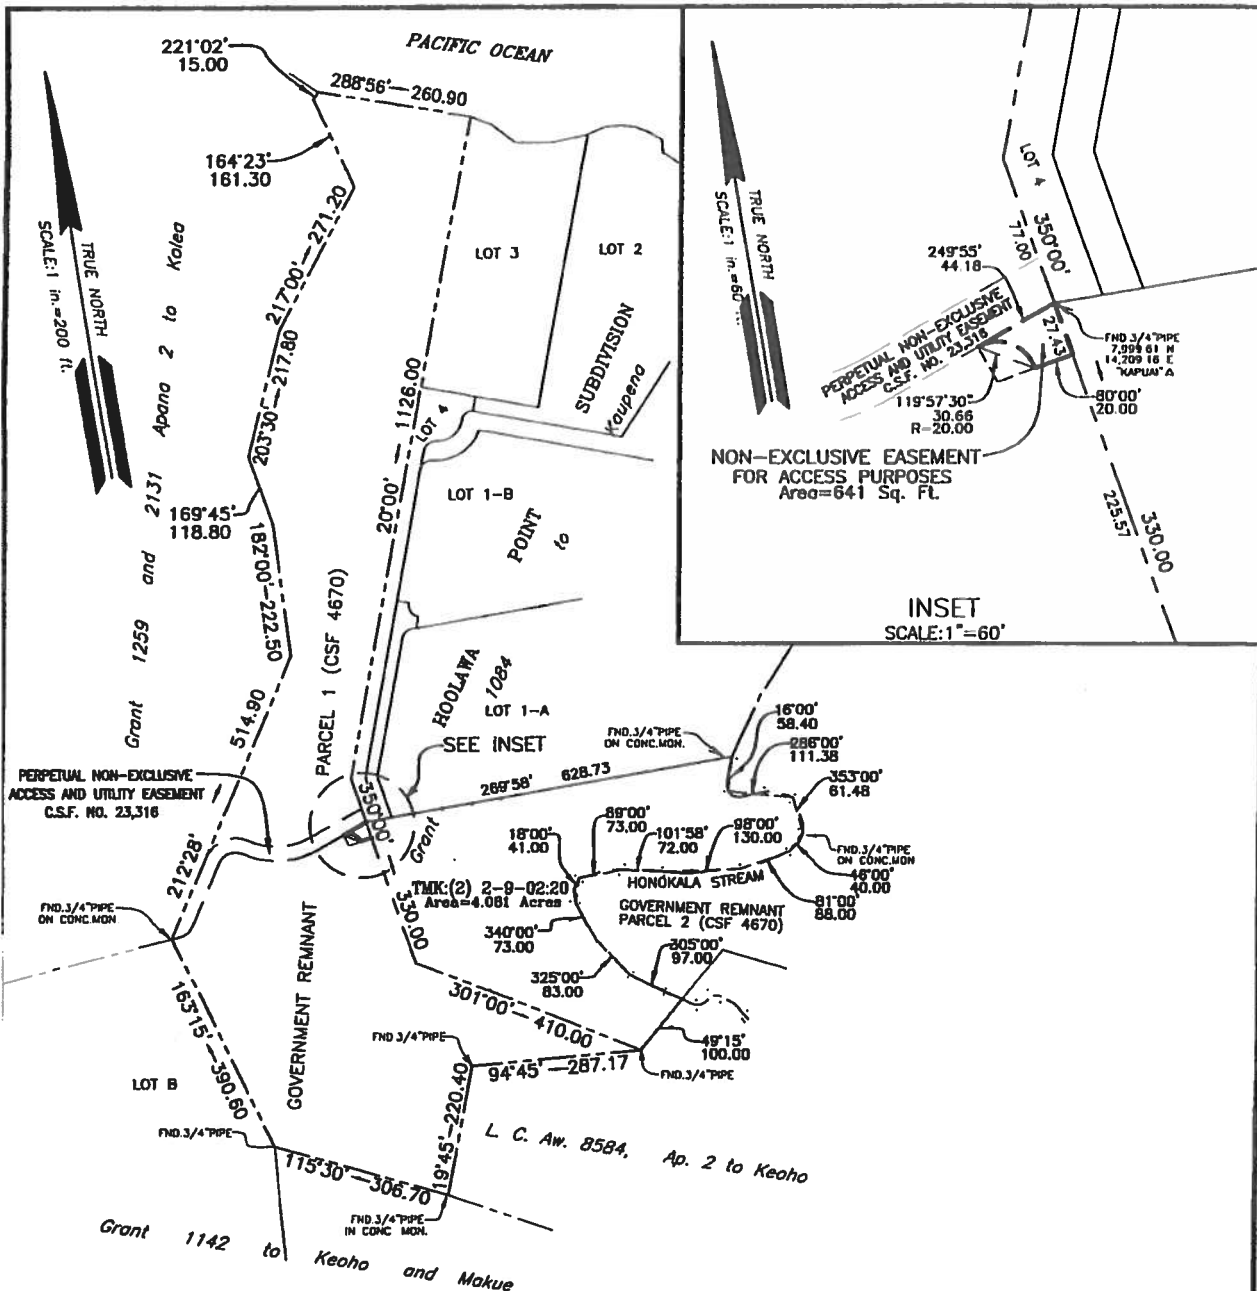 PACIFIC OCEAN
221°02'
15.00
288°56'—260.90
164°23'
161.30
217°00'—271.20
203°30'—217.80
169°45'
118.80
182°00'—222.50
514.90
212°28'
TRUE NORTH
SCALE:1 in.=200 ft.
Grant 1259 and 2131 Apana 2 to Kolea
PARCEL 1 (CSF 4670)
GOVERNMENT REMNANT
20°00'—1126.00
LOT 3
LOT 2
LOT 4
LOT 1-B
LOT 1-A
SUBDIVISION
Kaupena
POINT
to
HOOLAWA
1084
Grant
SEE INSET
PERPETUAL NON-EXCLUSIVE
ACCESS AND UTILITY EASEMENT
C.S.F. NO. 23,316
350°00'
330.00
269°58' 628.73
FND.3/4"PIPE
ON CONC.MON.
16°00'
58.40
286°00'
111.38
353°00'
61.48
FND.3/4"PIPE
ON CONC.MON
46°00'
40.00
81°00'
88.00
98°00'
130.00
101°58'
72.00
89°00'
73.00
18°00'
41.00
HONOKALA STREAM
TMK:(2) 2-9-02:20
Area=4.081 Acres
GOVERNMENT REMNANT
PARCEL 2 (CSF 4670)
340°00'
73.00
325°00'
83.00
305°00'
97.00
49°15'
100.00
301°00'—410.00
FND.3/4"PIPE
FND 3/4"PIPE
94°45'—287.17
19°45'—220.40
FND.3/4"PIPE
ON CONC.MON
163°15'—390.60
LOT B
FND.3/4"PIPE
115°30'—306.70
FND.3/4"PIPE
IN CONC MON.
L. C. Aw. 8584, Ap. 2 to Keoho
Grant 1142 to Keoho and Makue
TRUE NORTH
SCALE:1 in.=60 ft.
LOT 4
350°00'
77.00
249°55'
44.18
PERPETUAL NON-EXCLUSIVE
ACCESS AND UTILITY EASEMENT
C.S.F. NO. 23,316
27.43
FND 3/4"PIPE
7,999.61 N
14,209.16 E
"KAPUAI" Δ
119°57'30"
30.66
R=20.00
80°00'
20.00
NON-EXCLUSIVE EASEMENT
FOR ACCESS PURPOSES
Area=641 Sq. Ft.
330.00
225.57
INSET
SCALE:1"=60'